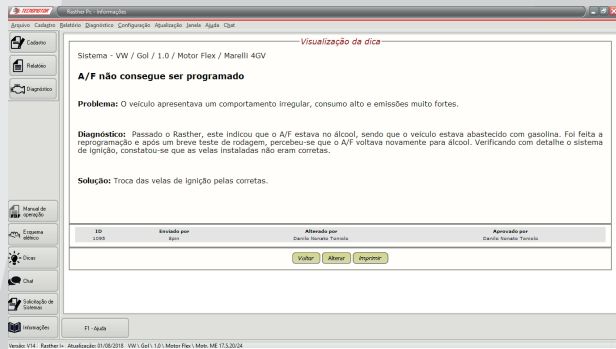 TECNOMOTOR Rasther Pc - Informações
Arquivo Cadastro Relatório Diagnóstico Configuração Atualização Janela Ajuda Chat
Cadastro
Relatório
Diagnóstico
Manual de operação
Esquema elétrico
Dicas
Chat
Solicitação de Sistemas
Informações
Visualização da dica
Sistema - VW / Gol / 1.0 / Motor Flex / Marelli 4GV
A/F não consegue ser programado
Problema: O veículo apresentava um comportamento irregular, consumo alto e emissões muito fortes.
Diagnóstico: Passado o Rasther, este indicou que o A/F estava no álcool, sendo que o veículo estava abastecido com gasolina. Foi feita a
reprogramação e após um breve teste de rodagem, percebeu-se que o A/F voltava novamente para álcool. Verificando com detalhe o sistema
de ignição, constatou-se que as velas instaladas não eram corretas.
Solução: Troca das velas de ignição pelas corretas.
ID Enviado por Alterado por Aprovado por
1095 Spin Danilo Nonato Tomiolo Danilo Nonato Tomiolo
Voltar Alterar Imprimir
F1 - Ajuda
Versão: V14 Rasther I+ Atualização: 01/08/2018 VW \ Gol \ 1.0 \ Motor Flex \ Motr. ME 17.5.20/24